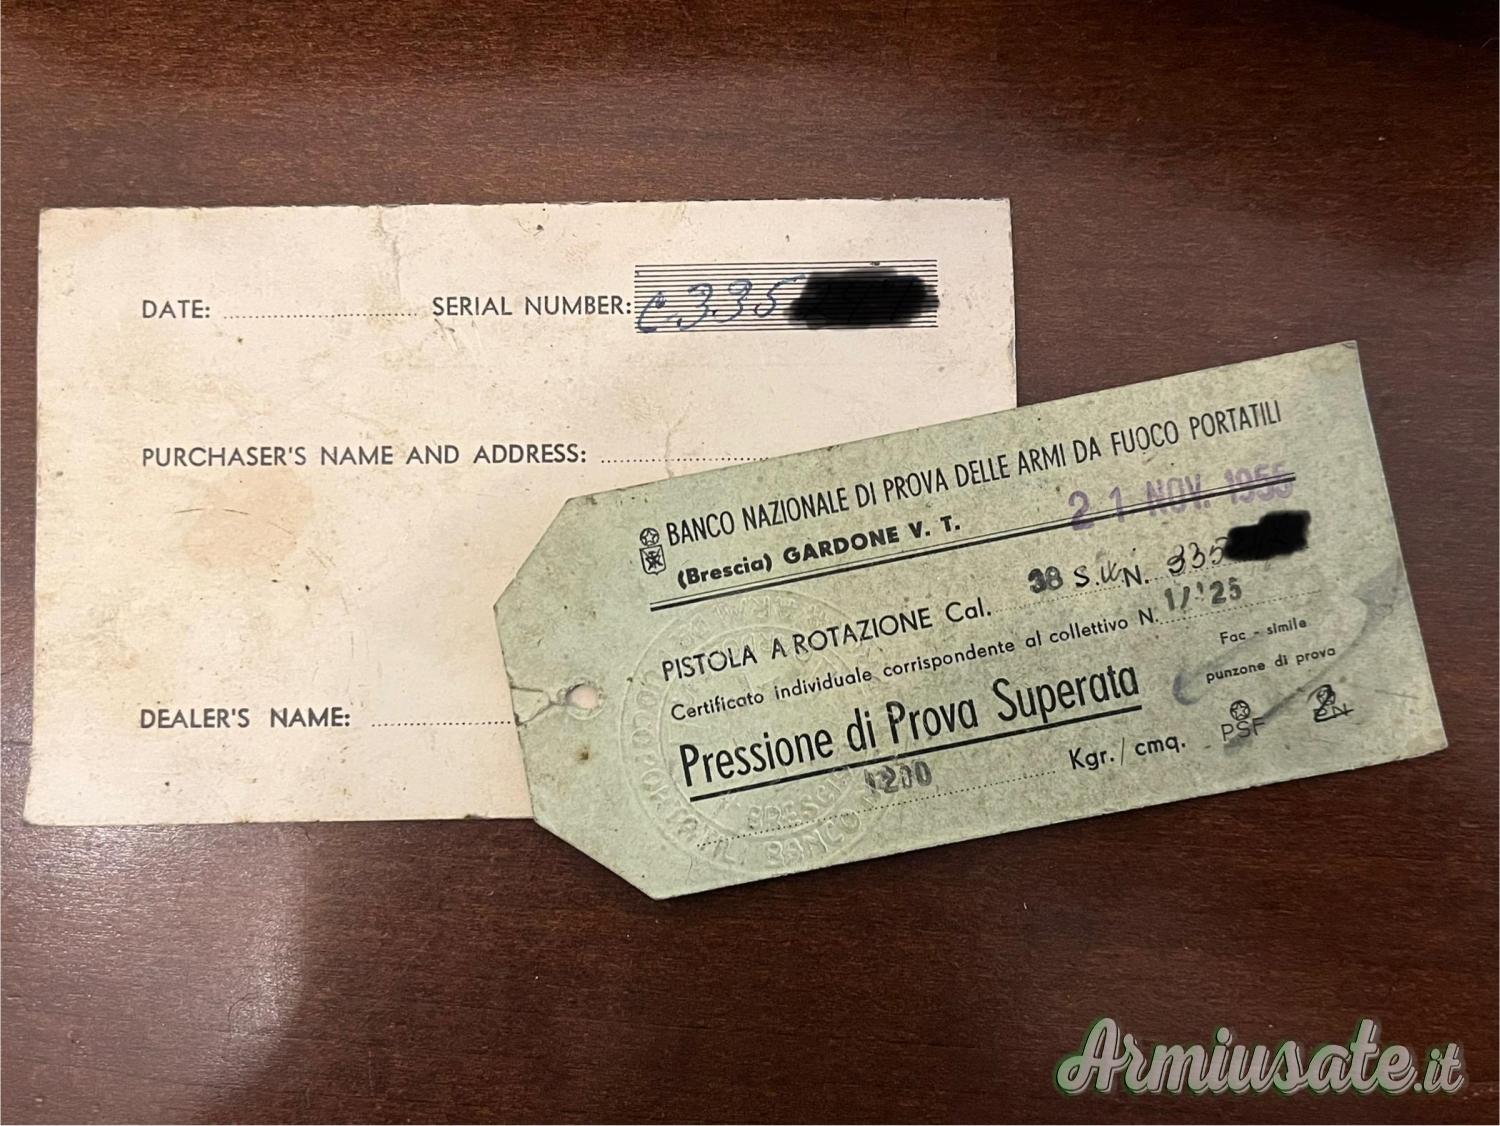 DATE: SERIAL NUMBER: C.335
PURCHASER'S NAME AND ADDRESS:
DEALER'S NAME:
BANCO NAZIONALE DI PROVA DELLE ARMI DA FUOCO PORTATILI
(Brescia) GARDONE V. T.
21 NOV. 1955
PISTOLA A ROTAZIONE Cal. 38 S.W N. 335
Certificato individuale corrispondente al collettivo N.
Pressione di Prova Superata
1200 Kgr./cmq.
Fac - simile
punzone di prova
PSF
BRESCIA
BANCO
Armiusate.it